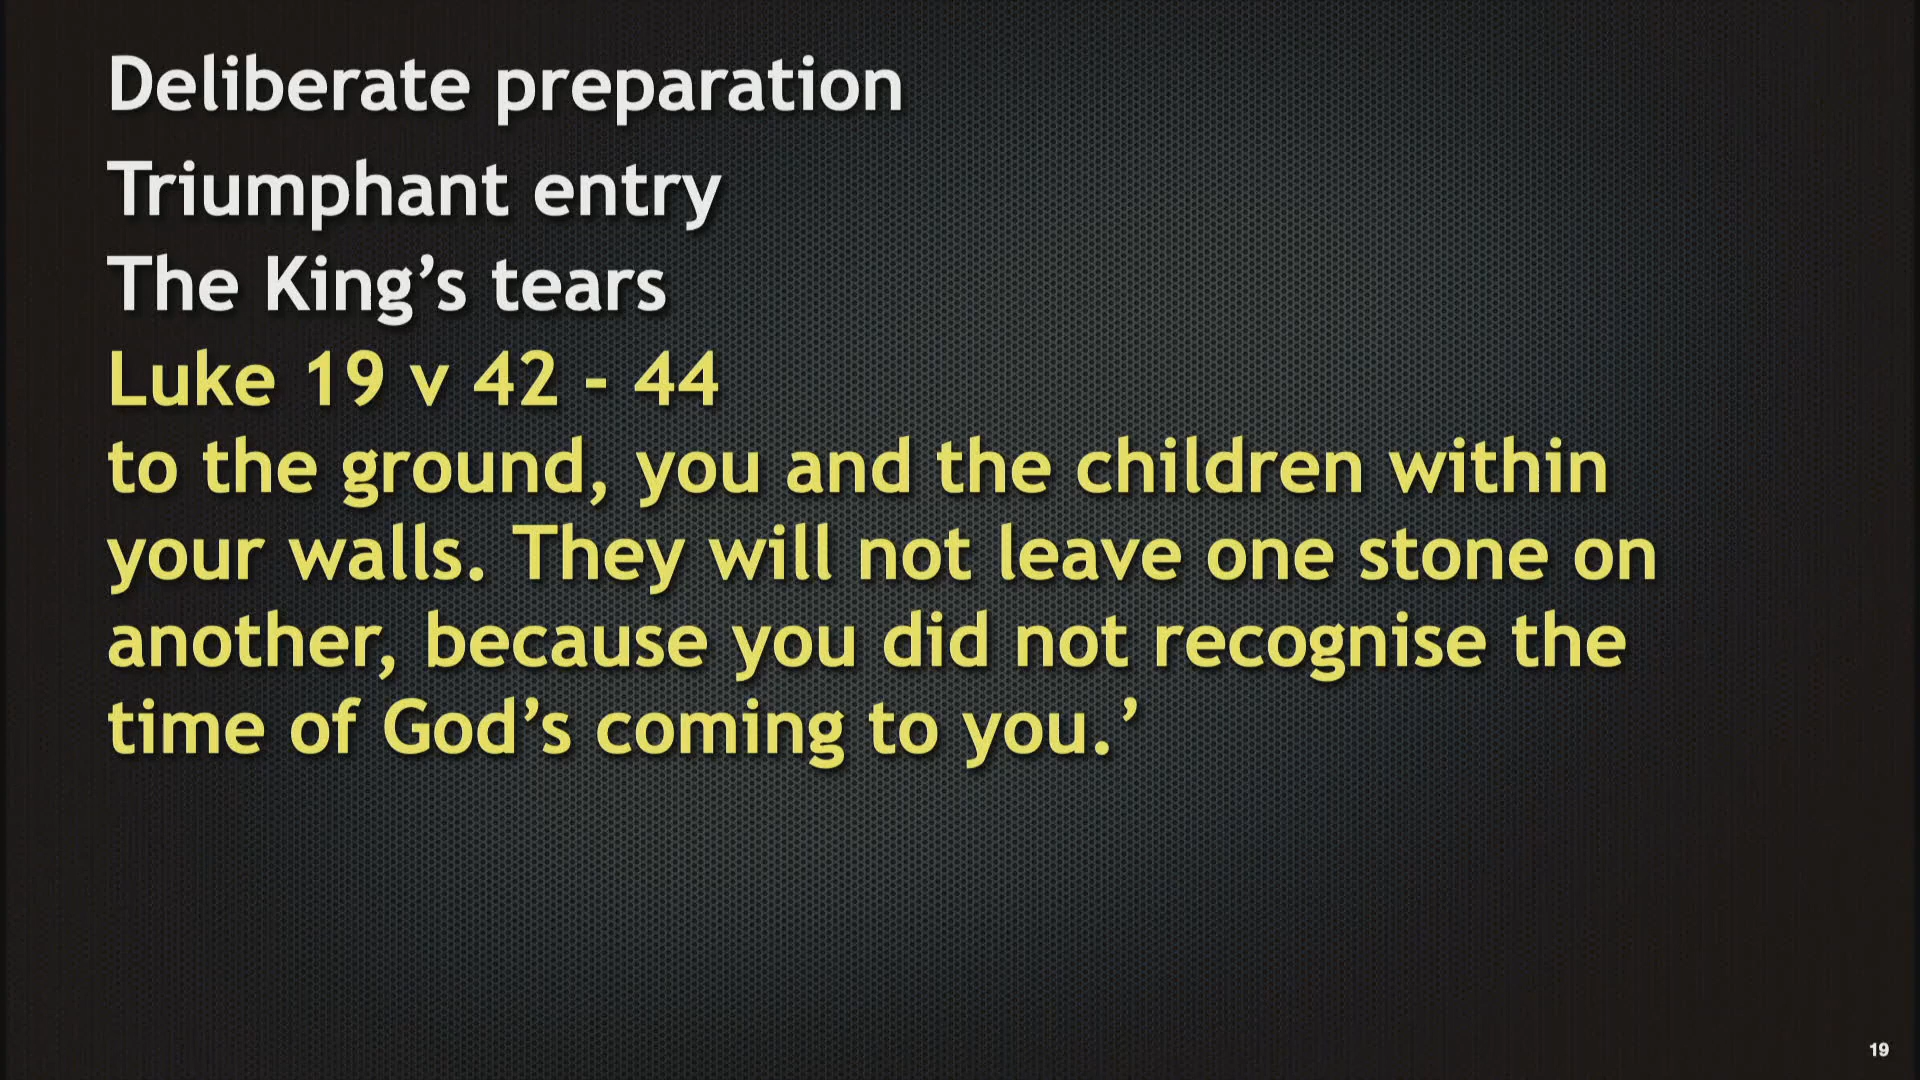 Deliberate preparation
Triumphant entry
The King’s tears
Luke 19 v 42 - 44
to the ground, you and the children within
your walls. They will not leave one stone on
another, because you did not recognise the
time of God’s coming to you.’
19